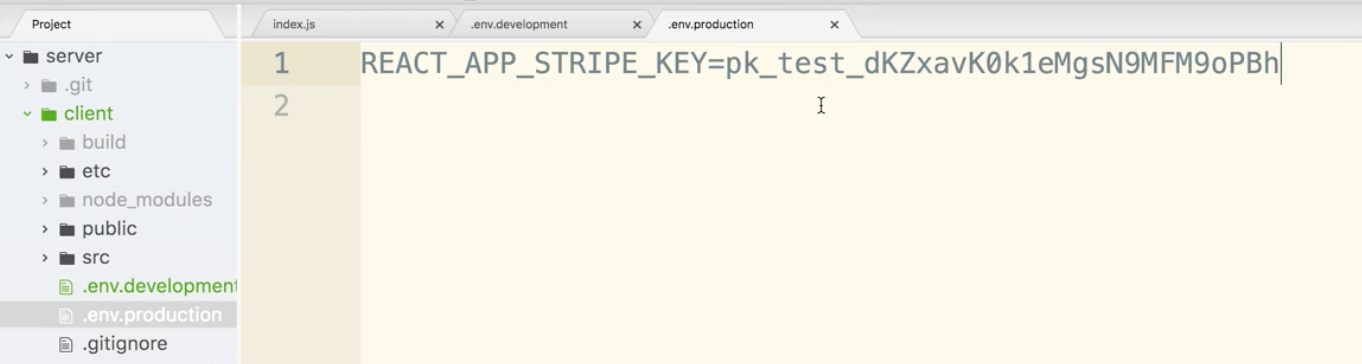 Project
index.js
.env.development
.env.production
server
.git
client
build
etc
node_modules
public
src
.env.development
.env.production
.gitignore
1 REACT_APP_STRIPE_KEY=pk_test_dKZxavK0k1eMgsN9MFM9oPBh
2